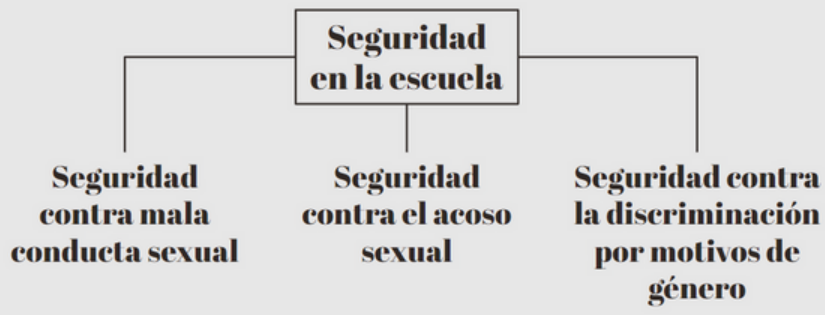 Seguridad
en la escuela
Seguridad
contra mala
conducta sexual
Seguridad
contra el acoso
sexual
Seguridad contra
la discriminación
por motivos de
género